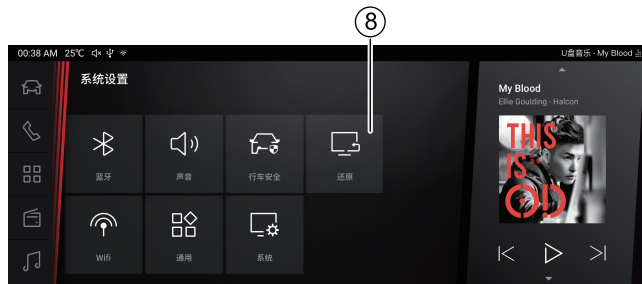 ⑧
00:38 AM 25℃
U盘音乐 - My Blood
系统设置
My Blood
Ellie Goulding - Halcon
THIS
IS
蓝牙
声音
行车安全
还原
Wifi
通用
系统